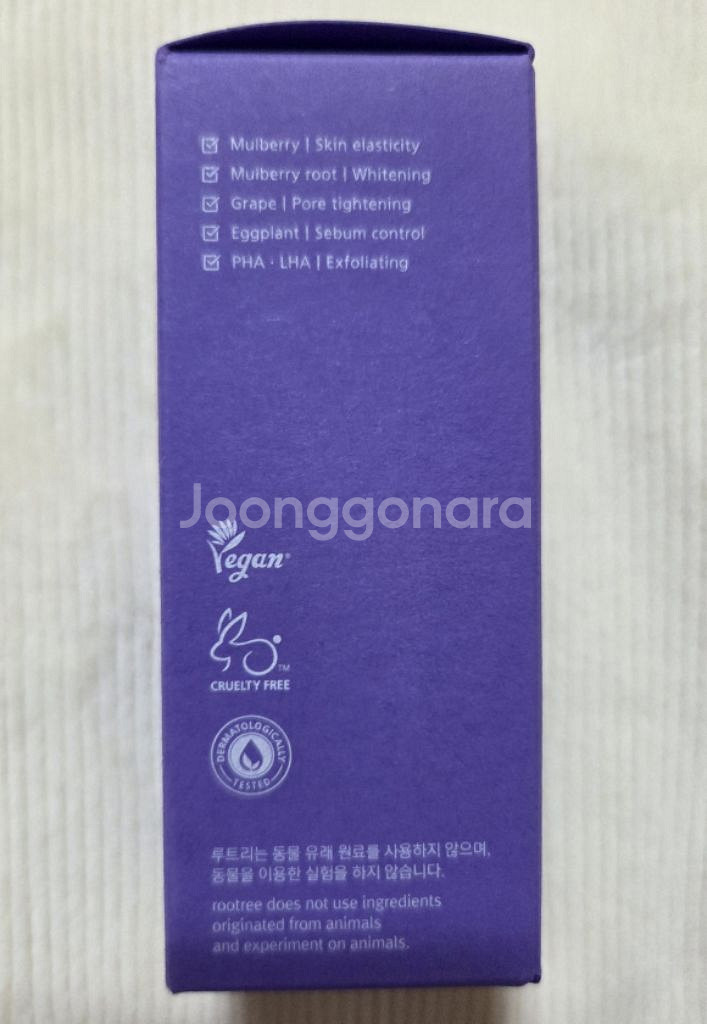 Mulberry | Skin elasticity
Mulberry root | Whitening
Grape | Pore tightening
Eggplant | Sebum control
PHA · LHA | Exfoliating
Joonggonara
Vegan®
TM
CRUELTY FREE
DERMATOLOGICALLY
TESTED
루트리는 동물 유래 원료를 사용하지 않으며,
동물을 이용한 실험을 하지 않습니다.
rootree does not use ingredients
originated from animals
and experiment on animals.